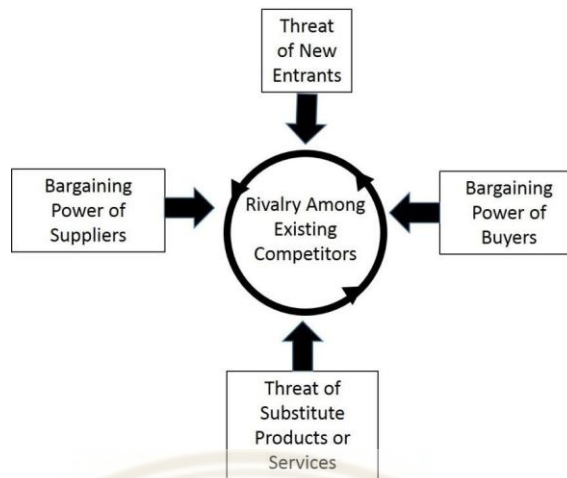 Threat
of New
Entrants
Bargaining
Power of
Suppliers
Rivalry Among
Existing
Competitors
Bargaining
Power of
Buyers
Threat of
Substitute
Products or
Services